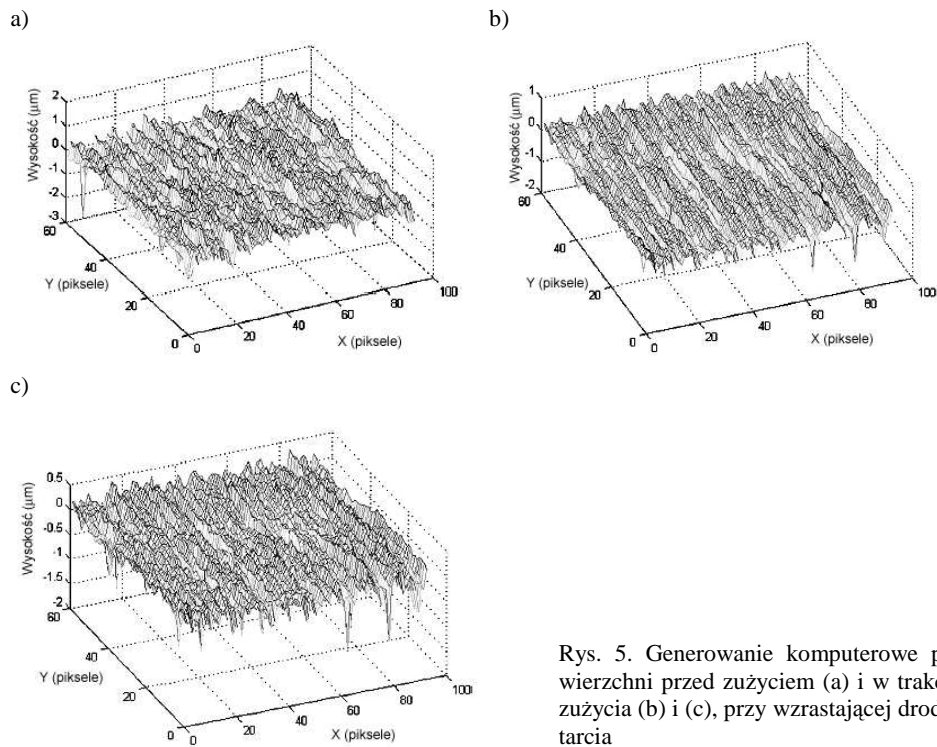 a)
b)
Wysokość (µm)
2
1
0
-1
-2
-3
60
40
20
0
Y (piksele)
0
20
40
60
80
100
X (piksele)
Wysokość (µm)
1
0
-1
-2
60
40
20
0
Y (piksele)
0
20
40
60
80
100
X (piksele)
c)
Wysokość (µm)
0.5
0
-0.5
-1
-1.5
-2
60
40
20
0
Y (piksele)
0
20
40
60
80
100
X (piksele)
Rys. 5. Generowanie komputerowe p
wierzchni przed zużyciem (a) i w trak
zużycia (b) i (c), przy wzrastającej drod
tarcia